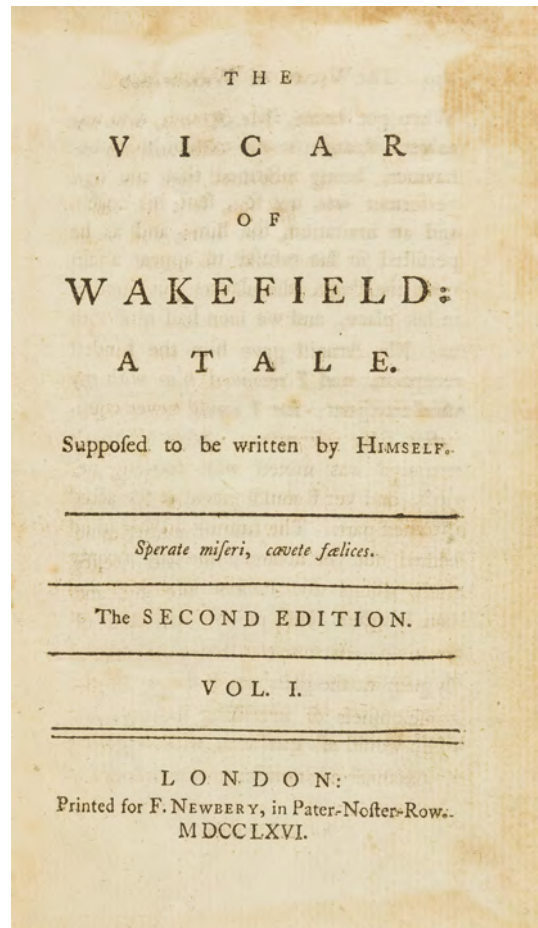 THE
VICAR
OF
WAKEFIELD:
A TALE.
Suppoſed to be written by HIMSELF.
Sperate miſeri, cavete fælices.
The SECOND EDITION.
VOL. I.
LONDON:
Printed for F. NEWBERY, in Pater-Noſter-Row.
MDCCLXVI.